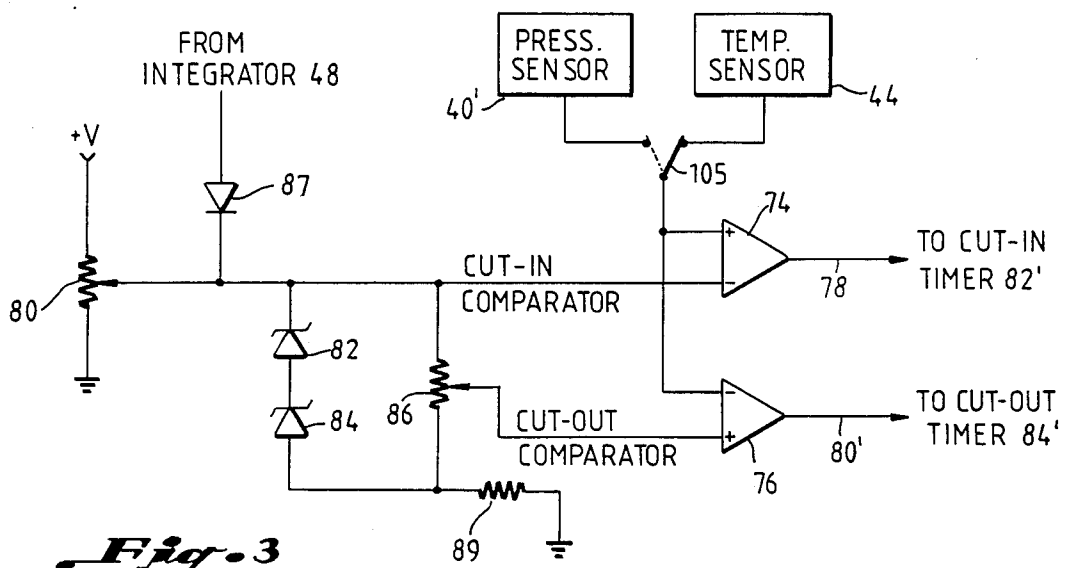 FROM
INTEGRATOR 48
PRESS.
SENSOR
TEMP.
SENSOR
40'
44
+V
87
105
74
80
CUT-IN
COMPARATOR
+
-
78
TO CUT-IN
TIMER 82'
82
84
86
CUT-OUT
COMPARATOR
-
+
76
80'
TO CUT-OUT
TIMER 84'
89
Fig. 3